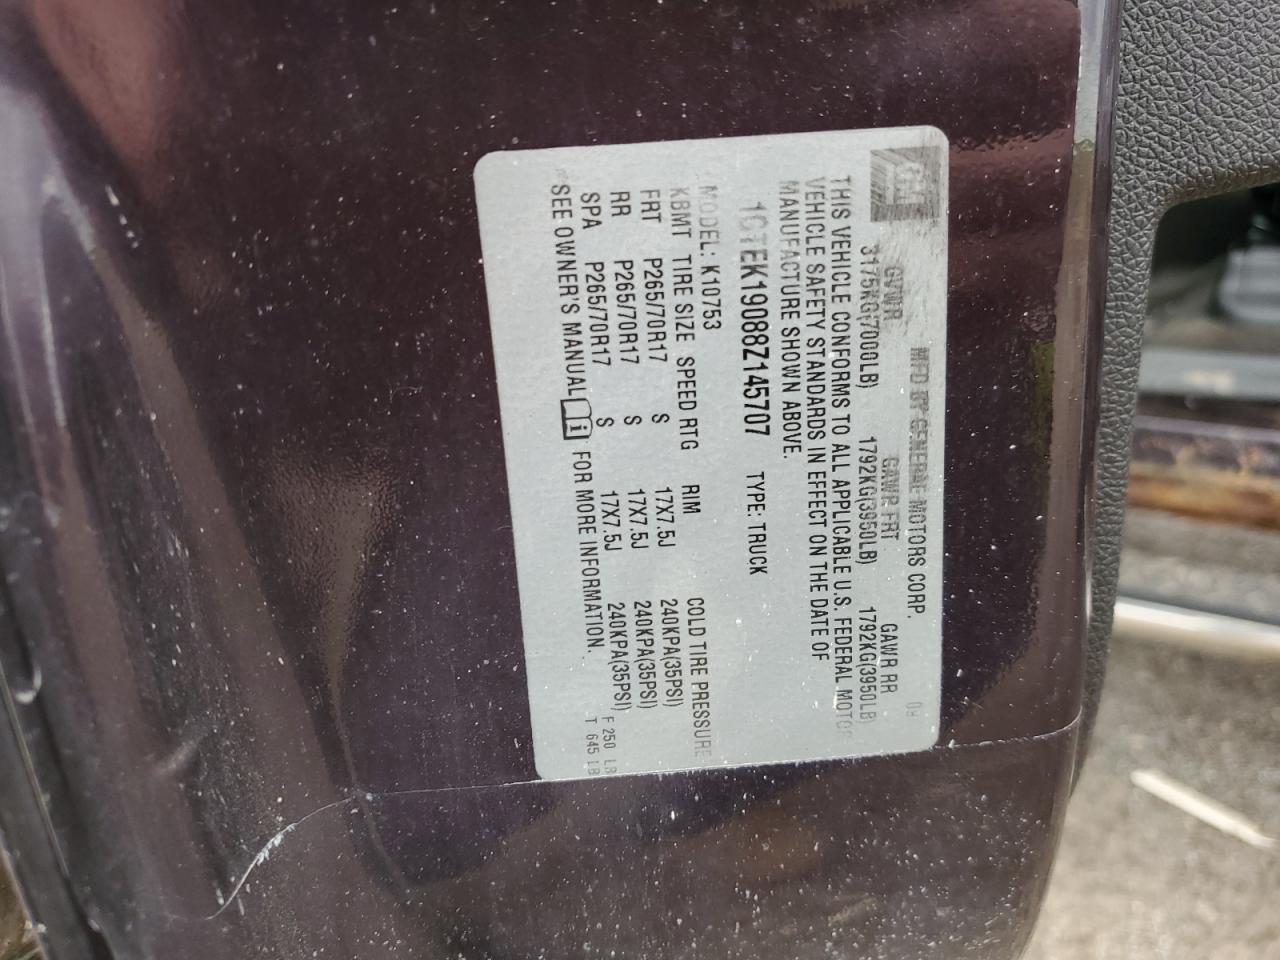 GM
MFD BY GENERAL MOTORS CORP.
GVWR GAWR FRT GAWR RR
3175KG(7000LB) 1792KG(3950LB) 1792KG(3950LB)
THIS VEHICLE CONFORMS TO ALL APPLICABLE U.S. FEDERAL MOTOR
VEHICLE SAFETY STANDARDS IN EFFECT ON THE DATE OF
MANUFACTURE SHOWN ABOVE.
1GTEK19088Z145707 TYPE: TRUCK
MODEL: K10753
KBMT TIRE SIZE SPEED RTG RIM COLD TIRE PRESSURE
FRT P265/70R17 S 17X7.5J 240KPA(35PSI)
RR P265/70R17 S 17X7.5J 240KPA(35PSI)
SPA P265/70R17 S 17X7.5J 240KPA(35PSI) F 250 LB
SEE OWNER'S MANUAL FOR MORE INFORMATION. T 645 LB